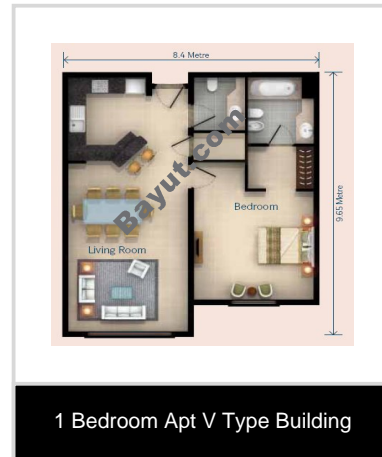 8.4 Metre
9.65 Metre
Bayut.com
Bedroom
Living Room
1 Bedroom Apt V Type Building